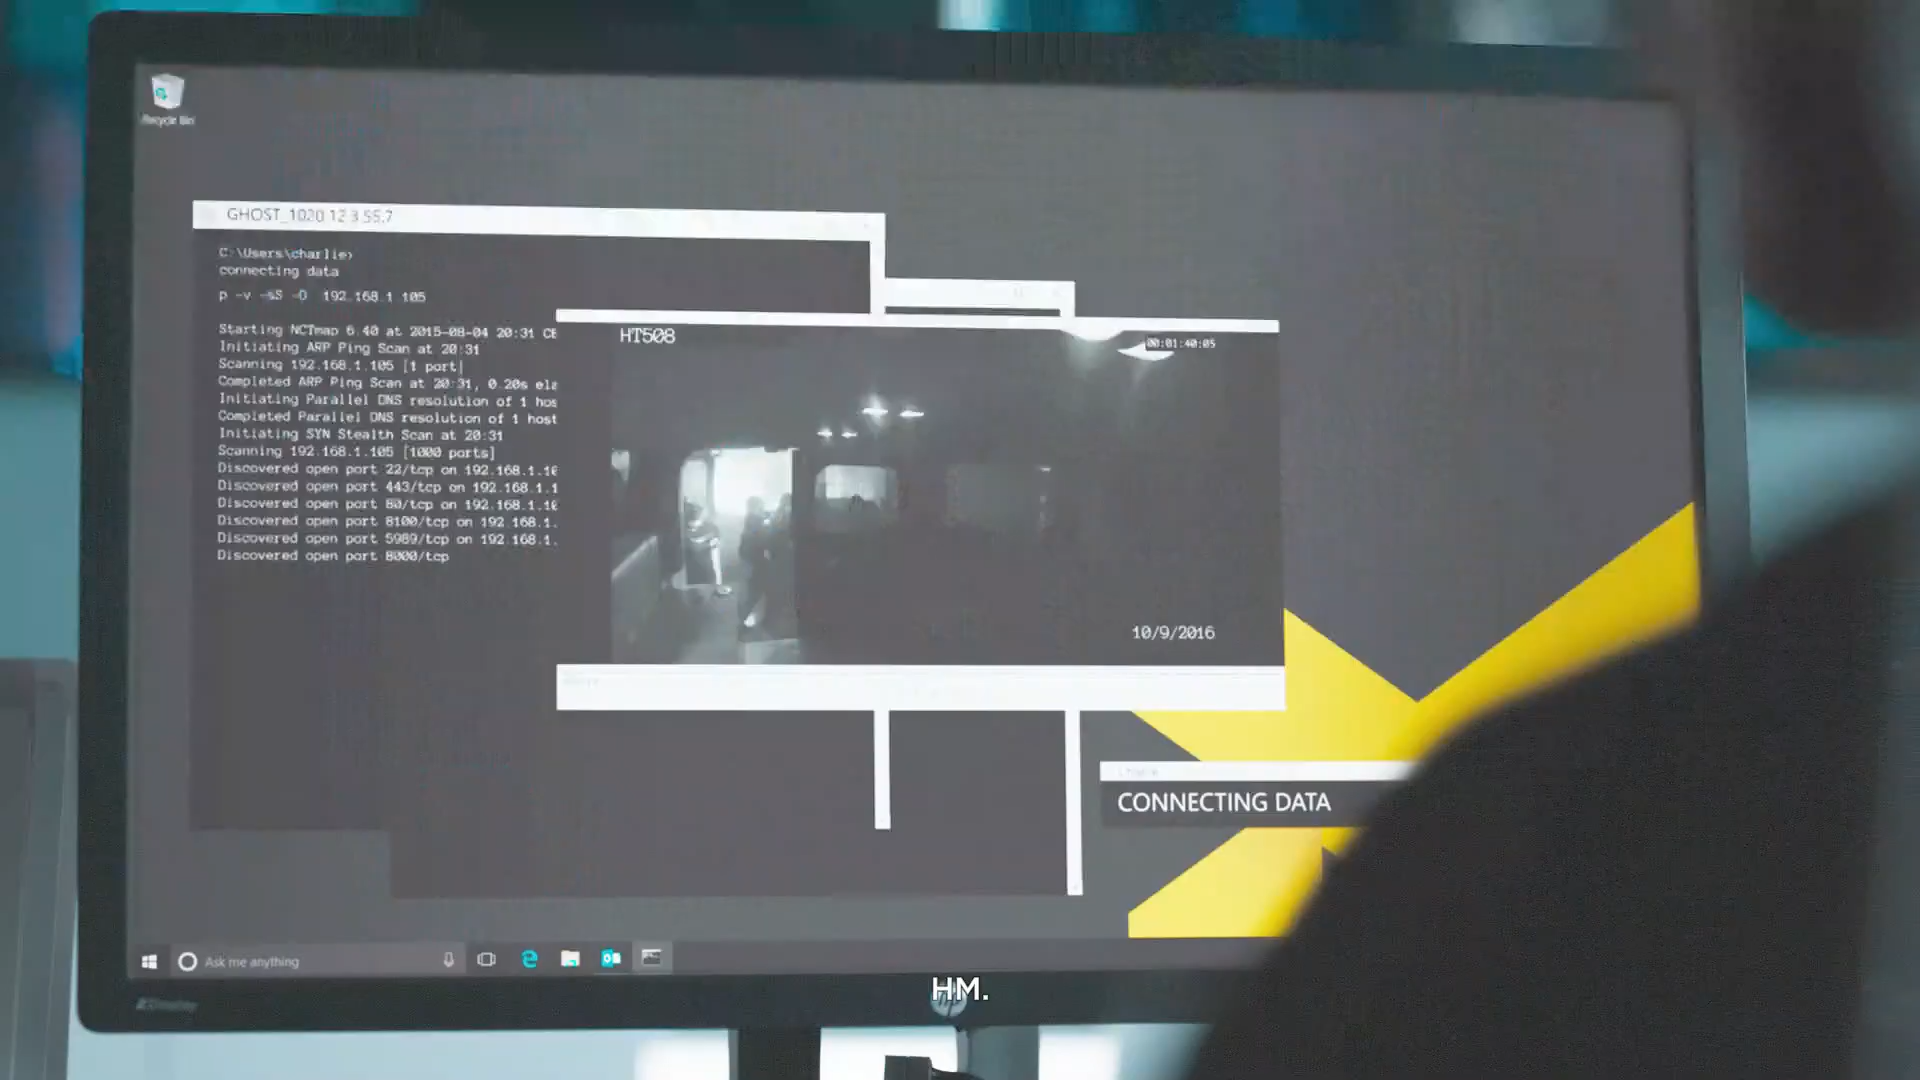 Recycle Bin
GHOST_1020 12 3.55.7
C:\Users\charlie>
connecting data
p -v -sS -O 192.168.1 105
Starting NCTmap 6.40 at 2015-08-04 20:31 CE
Initiating ARP Ping Scan at 20:31
Scanning 192.168.1.105 [1 port]
Completed ARP Ping Scan at 20:31, 0.20s ela
Initiating Parallel DNS resolution of 1 hos
Completed Parallel DNS resolution of 1 host
Initiating SYN Stealth Scan at 20:31
Scanning 192.168.1.105 [1000 ports]
Discovered open port 22/tcp on 192.168.1.10
Discovered open port 443/tcp on 192.168.1.1
Discovered open port 80/tcp on 192.168.1.10
Discovered open port 8100/tcp on 192.168.1.
Discovered open port 5989/tcp on 192.168.1.
Discovered open port 8000/tcp
HT508
00:01:40:05
10/9/2016
CONNECTING DATA
Ask me anything
hp
HM.